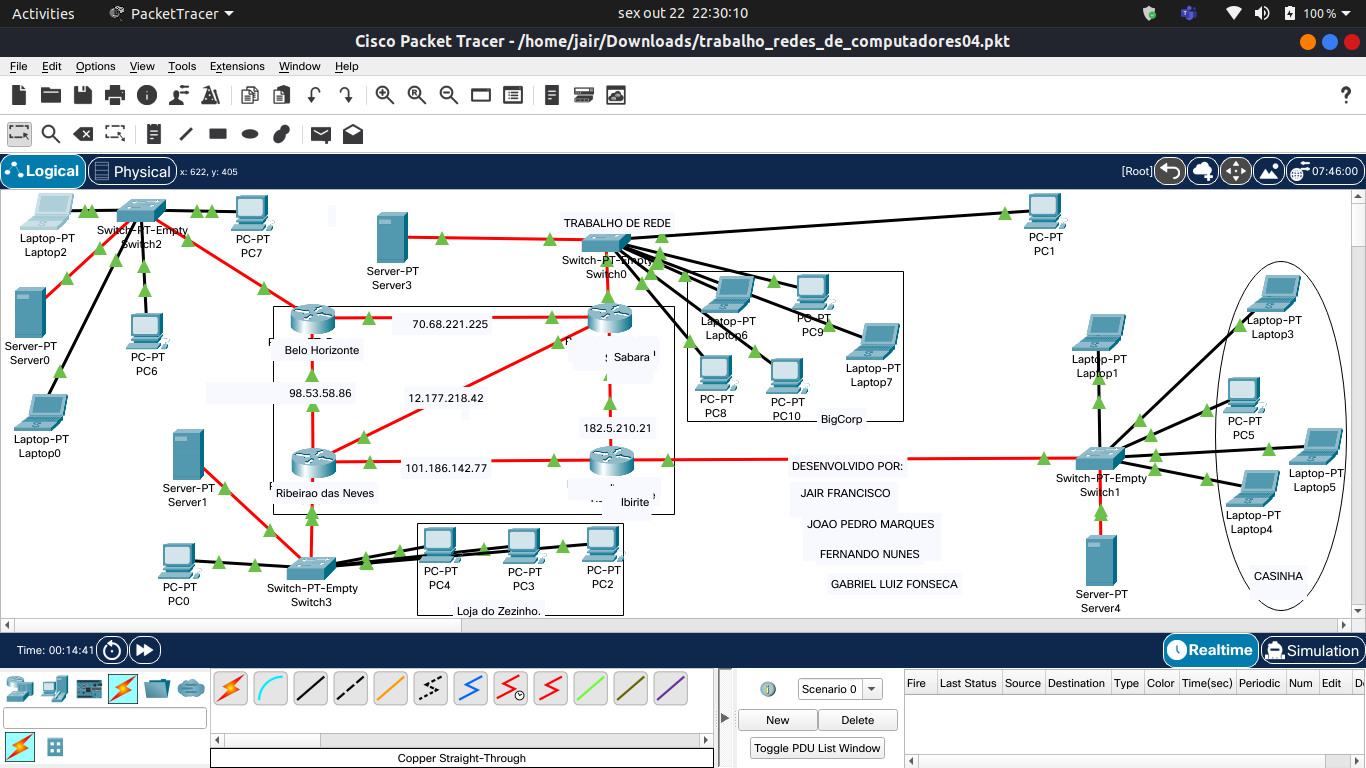 Activities
PacketTracer
sex out 22 22:30:10
100 %
Cisco Packet Tracer - /home/jair/Downloads/trabalho_redes_de_computadores04.pkt
File Edit Options View Tools Extensions Window Help
Logical
Physical
x: 622, y: 405
[Root]
07:46:00
Laptop-PT
Laptop2
Switch-PT-Empty
Switch2
PC-PT
PC7
Server-PT
Server3
TRABALHO DE REDE
Switch-PT-Empty
Switch0
PC-PT
PC1
Server-PT
Server0
PC-PT
PC6
Laptop-PT
Laptop0
70.68.221.225
Belo Horizonte
Sabara
98.53.58.86
12.177.218.42
182.5.210.21
101.186.142.77
Ribeirao das Neves
Ibirite
Laptop-PT
Laptop6
PC-PT
PC9
Laptop-PT
Laptop7
PC-PT
PC8
PC-PT
PC10
BigCorp
Laptop-PT
Laptop1
Laptop-PT
Laptop3
PC-PT
PC5
Laptop-PT
Laptop5
Laptop-PT
Laptop4
Switch-PT-Empty
Switch1
Server-PT
Server4
CASINHA
DESENVOLVIDO POR:
JAIR FRANCISCO
JOAO PEDRO MARQUES
FERNANDO NUNES
GABRIEL LUIZ FONSECA
Server-PT
Server1
PC-PT
PC0
Switch-PT-Empty
Switch3
PC-PT
PC4
PC-PT
PC3
PC-PT
PC2
Loja do Zezinho.
Time: 00:14:41
Realtime
Simulation
Scenario 0
New
Delete
Toggle PDU List Window
Fire Last Status Source Destination Type Color Time(sec) Periodic Num Edit
Copper Straight-Through